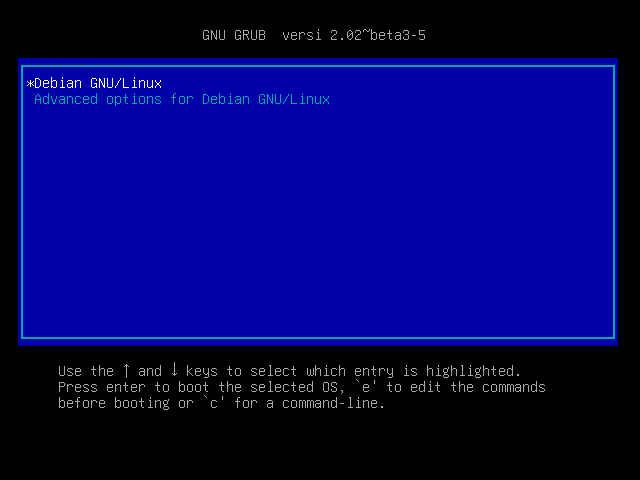 GNU GRUB  versi 2.02~beta3-5
*Debian GNU/Linux
Advanced options for Debian GNU/Linux
Use the ↑ and ↓ keys to select which entry is highlighted.
Press enter to boot the selected OS, `e' to edit the commands
before booting or `c' for a command-line.